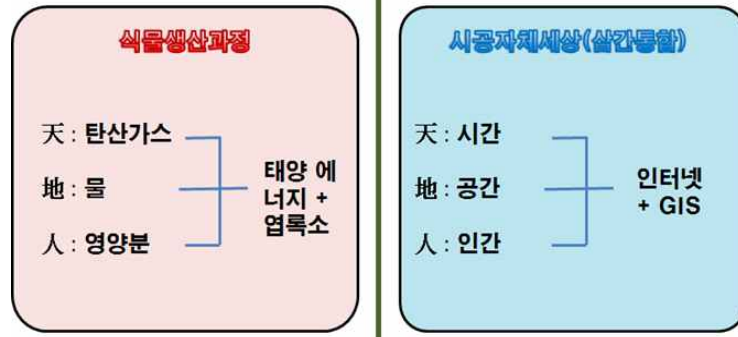 식물생산과정
天 : 탄산가스
地 : 물
人 : 영양분
태양 에
너지 +
엽록소
시공자체세상(삶간통합)
天 : 시간
地 : 공간
人 : 인간
인터넷
+ GIS